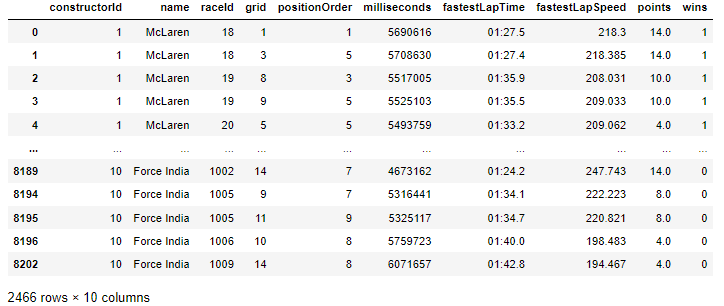 constructorId name raceId grid positionOrder milliseconds fastestLapTime fastestLapSpeed points wins
0 1 McLaren 18 1 1 5690616 01:27.5 218.3 14.0 1
1 1 McLaren 18 3 5 5708630 01:27.4 218.385 14.0 1
2 1 McLaren 19 8 3 5517005 01:35.9 208.031 10.0 1
3 1 McLaren 19 9 5 5525103 01:35.5 209.033 10.0 1
4 1 McLaren 20 5 5 5493759 01:33.2 209.062 4.0 1
... ... ... ... ... ... ... ... ... ... ...
8189 10 Force India 1002 14 7 4673162 01:24.2 247.743 14.0 0
8194 10 Force India 1005 9 7 5316441 01:34.1 222.223 8.0 0
8195 10 Force India 1005 11 9 5325117 01:34.7 220.821 8.0 0
8196 10 Force India 1006 10 8 5759723 01:40.0 198.483 4.0 0
8202 10 Force India 1009 14 8 6071657 01:42.8 194.467 4.0 0
2466 rows × 10 columns